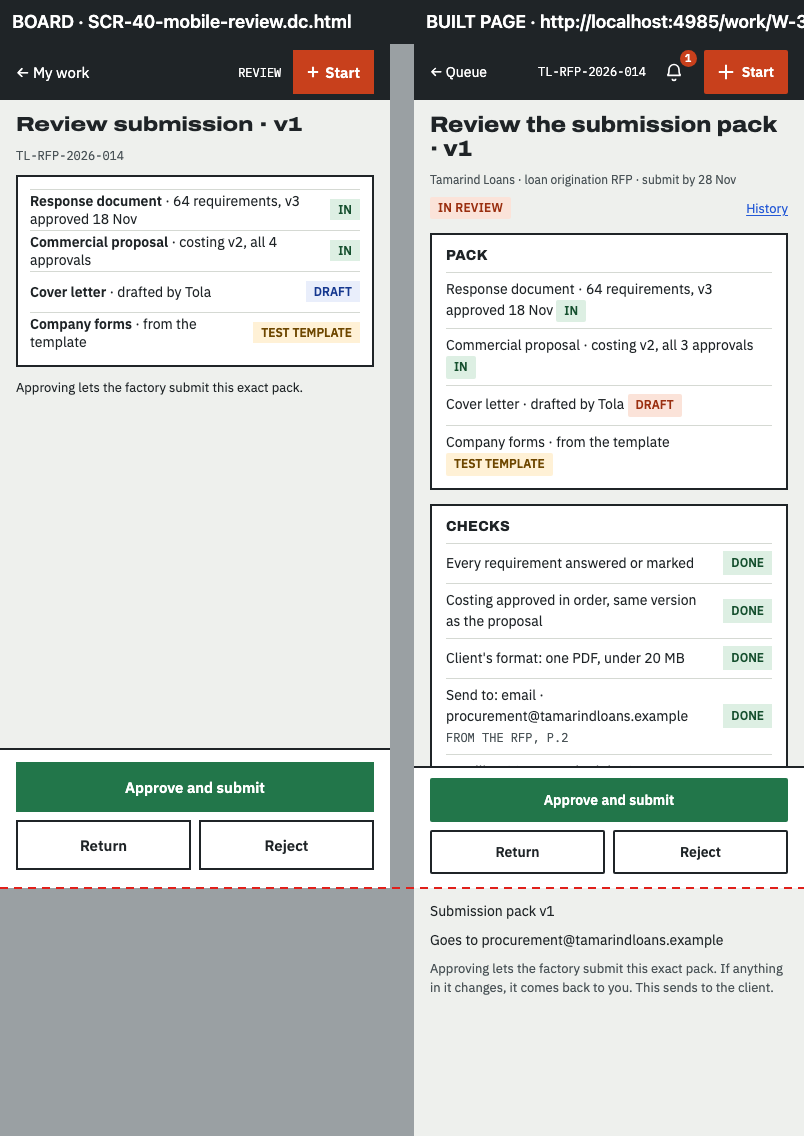 BOARD · SCR-40-mobile-review.dc.html
← My work
REVIEW
+ Start
Review submission · v1
TL-RFP-2026-014
Response document · 64 requirements, v3
approved 18 Nov
IN
Commercial proposal · costing v2, all 4
approvals
IN
Cover letter · drafted by Tola
DRAFT
Company forms · from the
template
TEST TEMPLATE
Approving lets the factory submit this exact pack.
Approve and submit
Return
Reject
BUILT PAGE · http://localhost:4985/work/W-3
← Queue
TL-RFP-2026-014
1
+ Start
Review the submission pack
· v1
Tamarind Loans · loan origination RFP · submit by 28 Nov
IN REVIEW
History
PACK
Response document · 64 requirements, v3
approved 18 Nov IN
Commercial proposal · costing v2, all 3 approvals
IN
Cover letter · drafted by Tola DRAFT
Company forms · from the template
TEST TEMPLATE
CHECKS
Every requirement answered or marked
DONE
Costing approved in order, same version
as the proposal
DONE
Client's format: one PDF, under 20 MB
DONE
Send to: email ·
procurement@tamarindloans.example
FROM THE RFP, P.2
DONE
Approve and submit
Return
Reject
Submission pack v1
Goes to procurement@tamarindloans.example
Approving lets the factory submit this exact pack. If anything
in it changes, it comes back to you. This sends to the client.